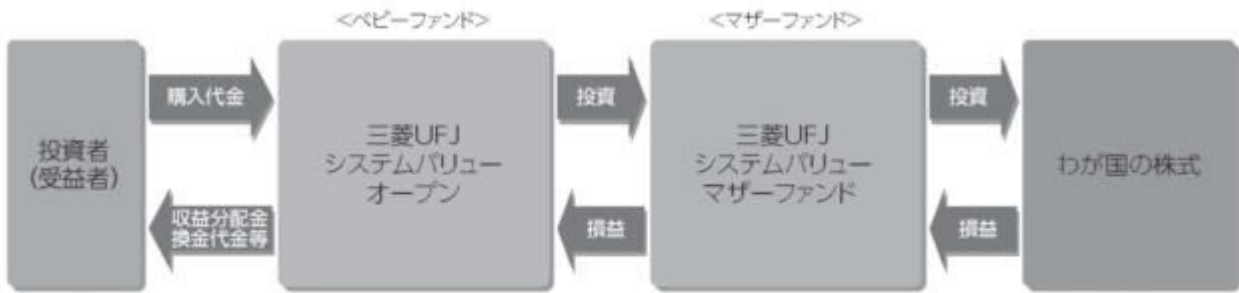 <ベビーファンド>
<マザーファンド>
投資者
(受益者)
購入代金
収益分配金
換金代金等
三菱UFJ
システムバリュー
オープン
投資
損益
三菱UFJ
システムバリュー
マザーファンド
投資
損益
わが国の株式